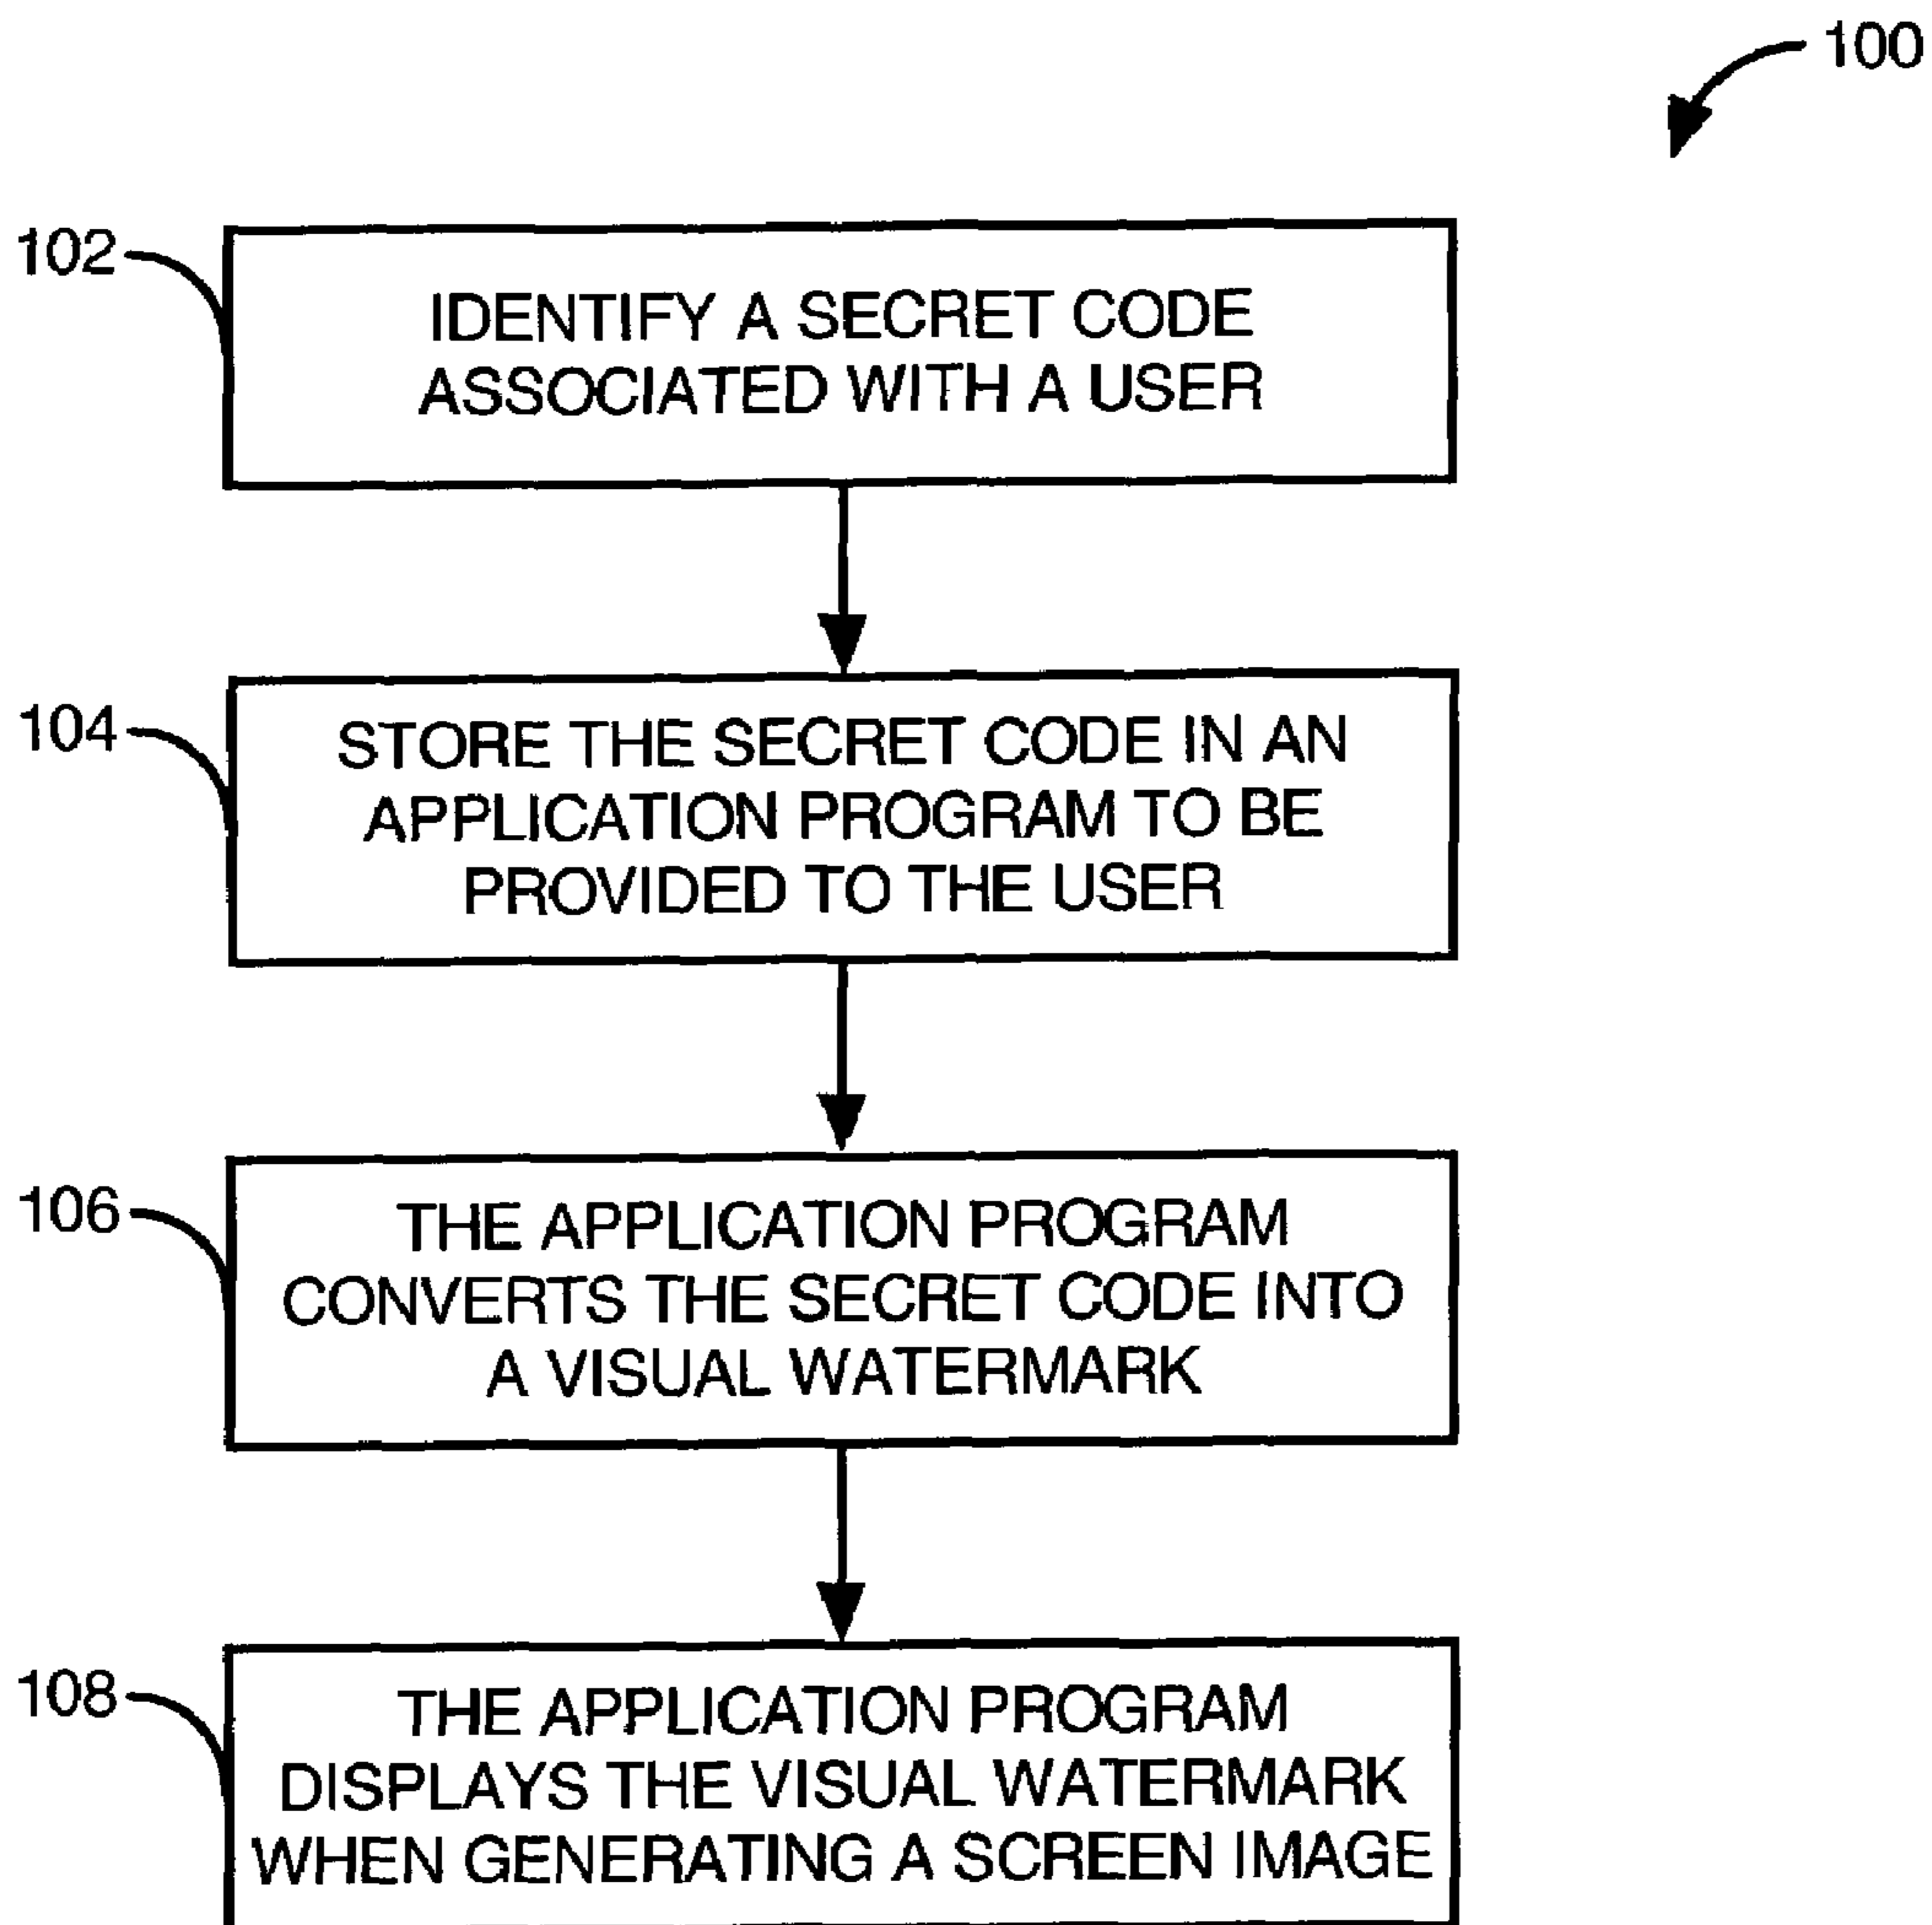 100
102
IDENTIFY A SECRET CODE
ASSOCIATED WITH A USER
104
STORE THE SECRET CODE IN AN
APPLICATION PROGRAM TO BE
PROVIDED TO THE USER
106
THE APPLICATION PROGRAM
CONVERTS THE SECRET CODE INTO
A VISUAL WATERMARK
108
THE APPLICATION PROGRAM
DISPLAYS THE VISUAL WATERMARK
WHEN GENERATING A SCREEN IMAGE